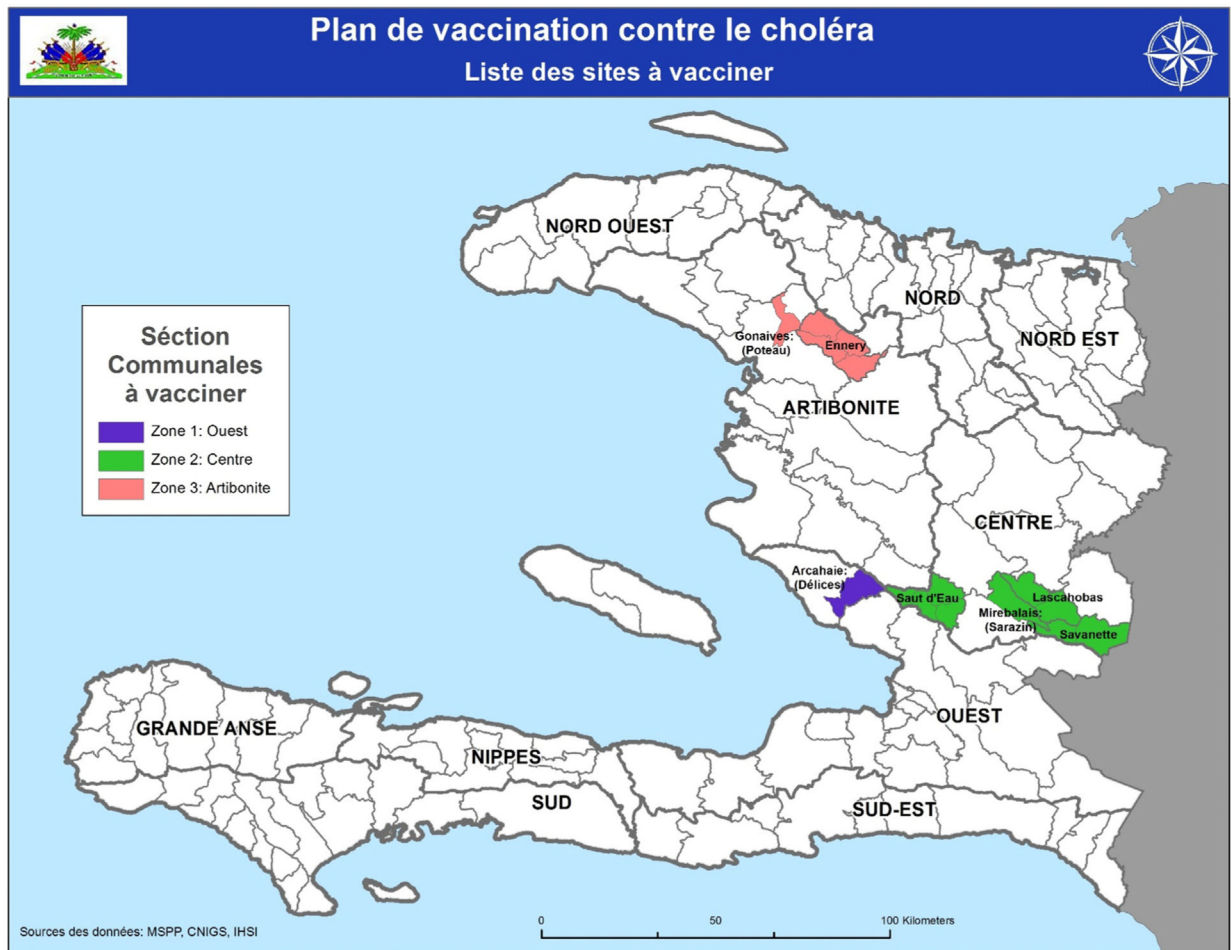 Plan de vaccination contre le choléra
Liste des sites à vacciner
NORD OUEST
NORD
NORD EST
Gonaives:
(Poteau)
Ennery
ARTIBONITE
Séction
Communales
à vacciner
Zone 1: Ouest
Zone 2: Centre
Zone 3: Artibonite
CENTRE
Arcahaie:
(Délices)
Saut d'Eau
Lascahobas
Mirebalais:
(Sarazin)
Savanette
OUEST
GRANDE ANSE
NIPPES
SUD
SUD-EST
0 50 100 Kilometers
Sources des données: MSPP, CNIGS, IHSI